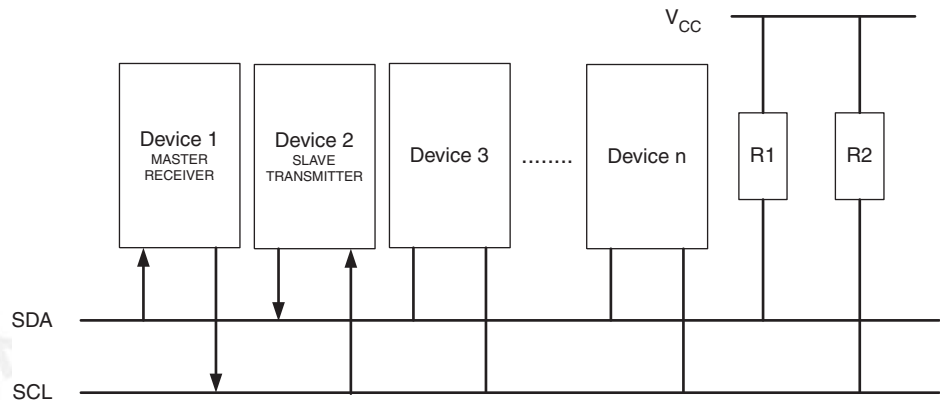 VCC
Device 1
MASTER
RECEIVER
Device 2
SLAVE
TRANSMITTER
Device 3
........
Device n
R1
R2
SDA
SCL